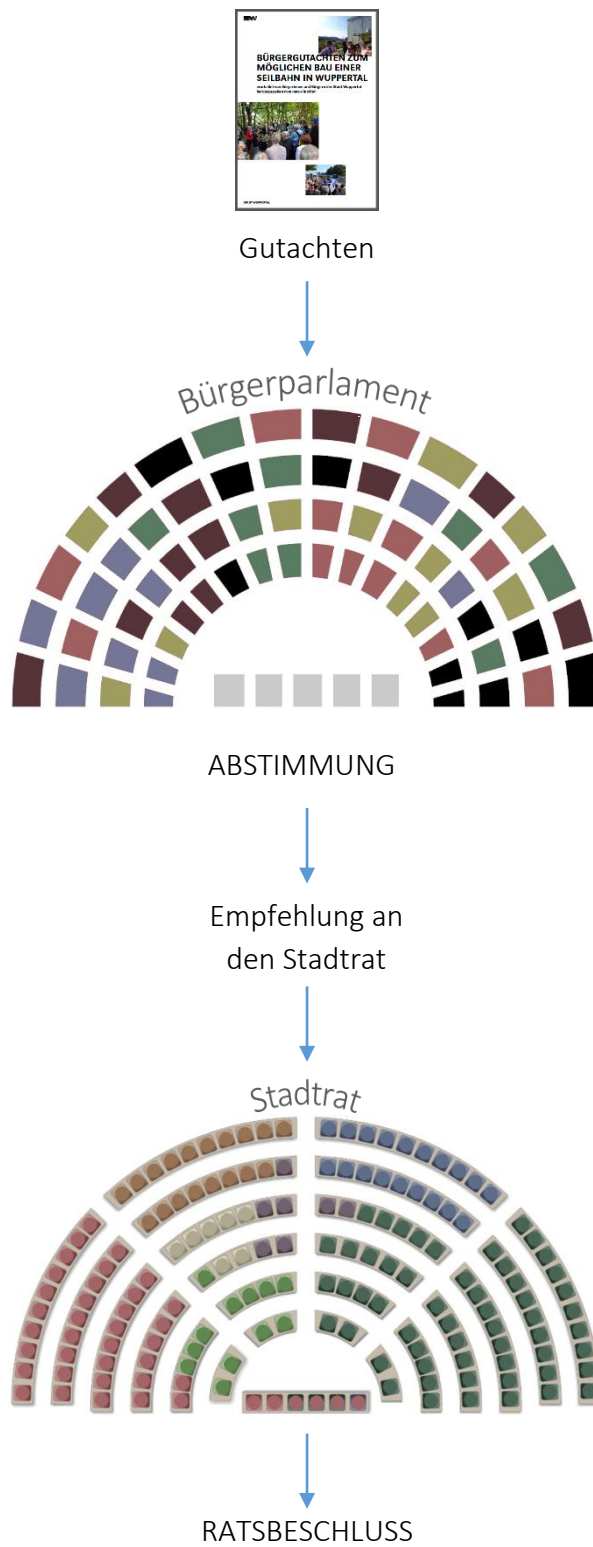 BÜRGERGUTACHTEN ZUM
MÖGLICHEN BAU EINER
SEILBAHN IN WUPPERTAL
Gutachten
Bürgerparlament
ABSTIMMUNG
Empfehlung an
den Stadtrat
Stadtrat
RATSBESCHLUSS